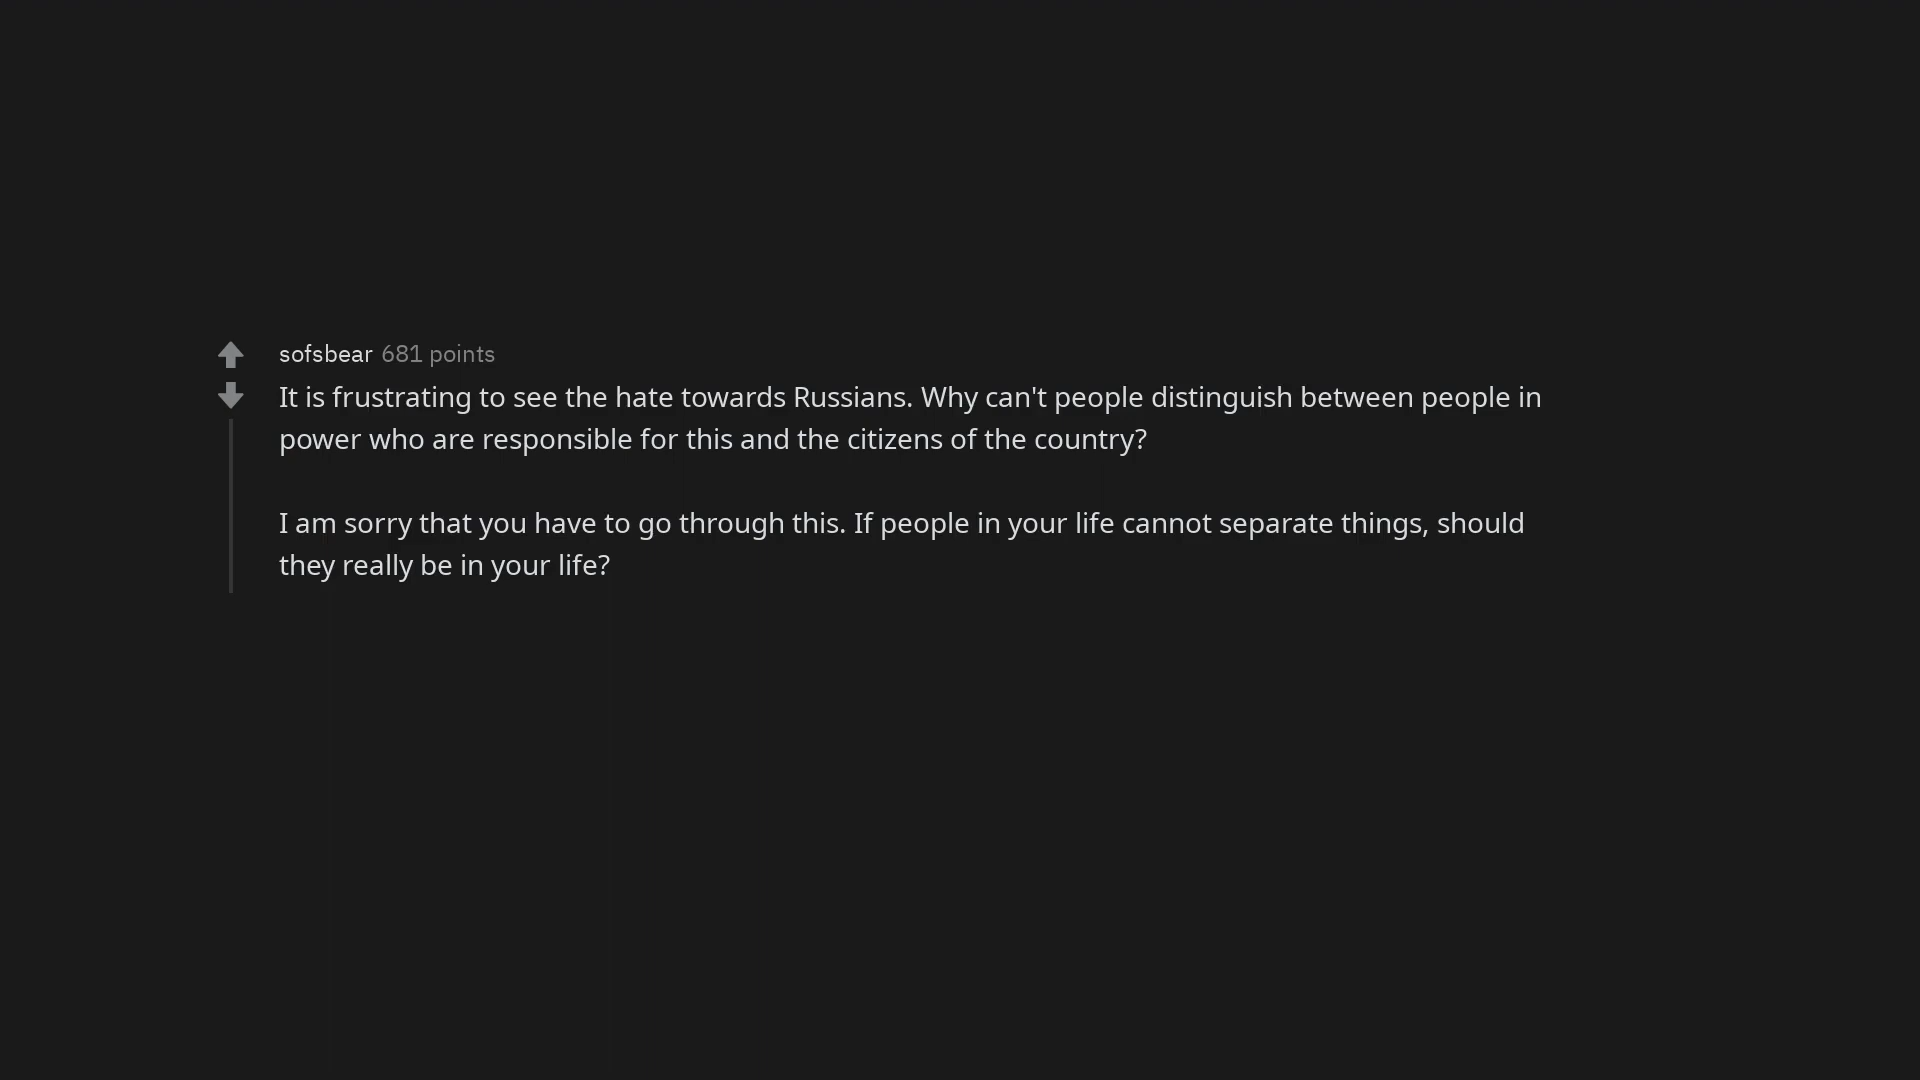 sofsbear 681 points
It is frustrating to see the hate towards Russians. Why can't people distinguish between people in
power who are responsible for this and the citizens of the country?
I am sorry that you have to go through this. If people in your life cannot separate things, should
they really be in your life?